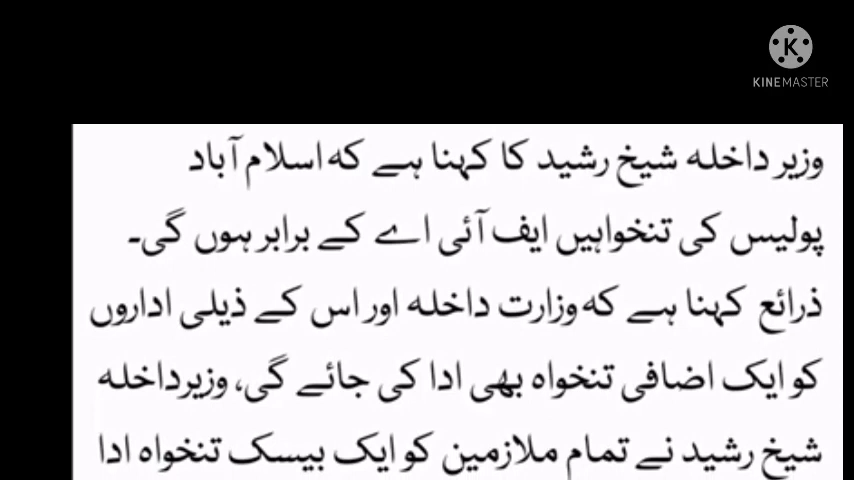 KINEMASTER
وزیر داخلہ شیخ رشید کا کہنا ہے کہ اسلام آباد
پولیس کی تنخواہیں ایف آئی اے کے برابر ہوں گی۔
ذرائع کہنا ہے کہ وزارت داخلہ اور اس کے ذیلی اداروں
کو ایک اضافی تنخواہ بھی ادا کی جائے گی، وزیرداخلہ
شیخ رشید نے تمام ملازمین کو ایک بیسک تنخواہ ادا